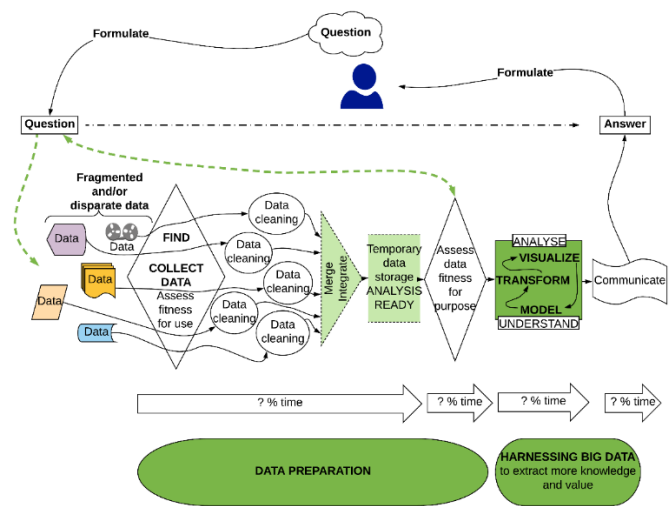 Formulate
Question
Formulate
Question
Answer
Fragmented
and/or
disparate data
Data
Data
Data
Data
Data
FIND
COLLECT
DATA
Assess
fitness
for use
Data
cleaning
Data
cleaning
Data
cleaning
Data
cleaning
Data
cleaning
Merge
Integrate
Temporary
data
storage
ANALYSIS
READY
Assess
data
fitness
for
purpose
ANALYSE
VISUALIZE
TRANSFORM
MODEL
UNDERSTAND
Communicate
? % time
? % time
? % time
? % time
DATA PREPARATION
HARNESSING BIG DATA
to extract more knowledge
and value